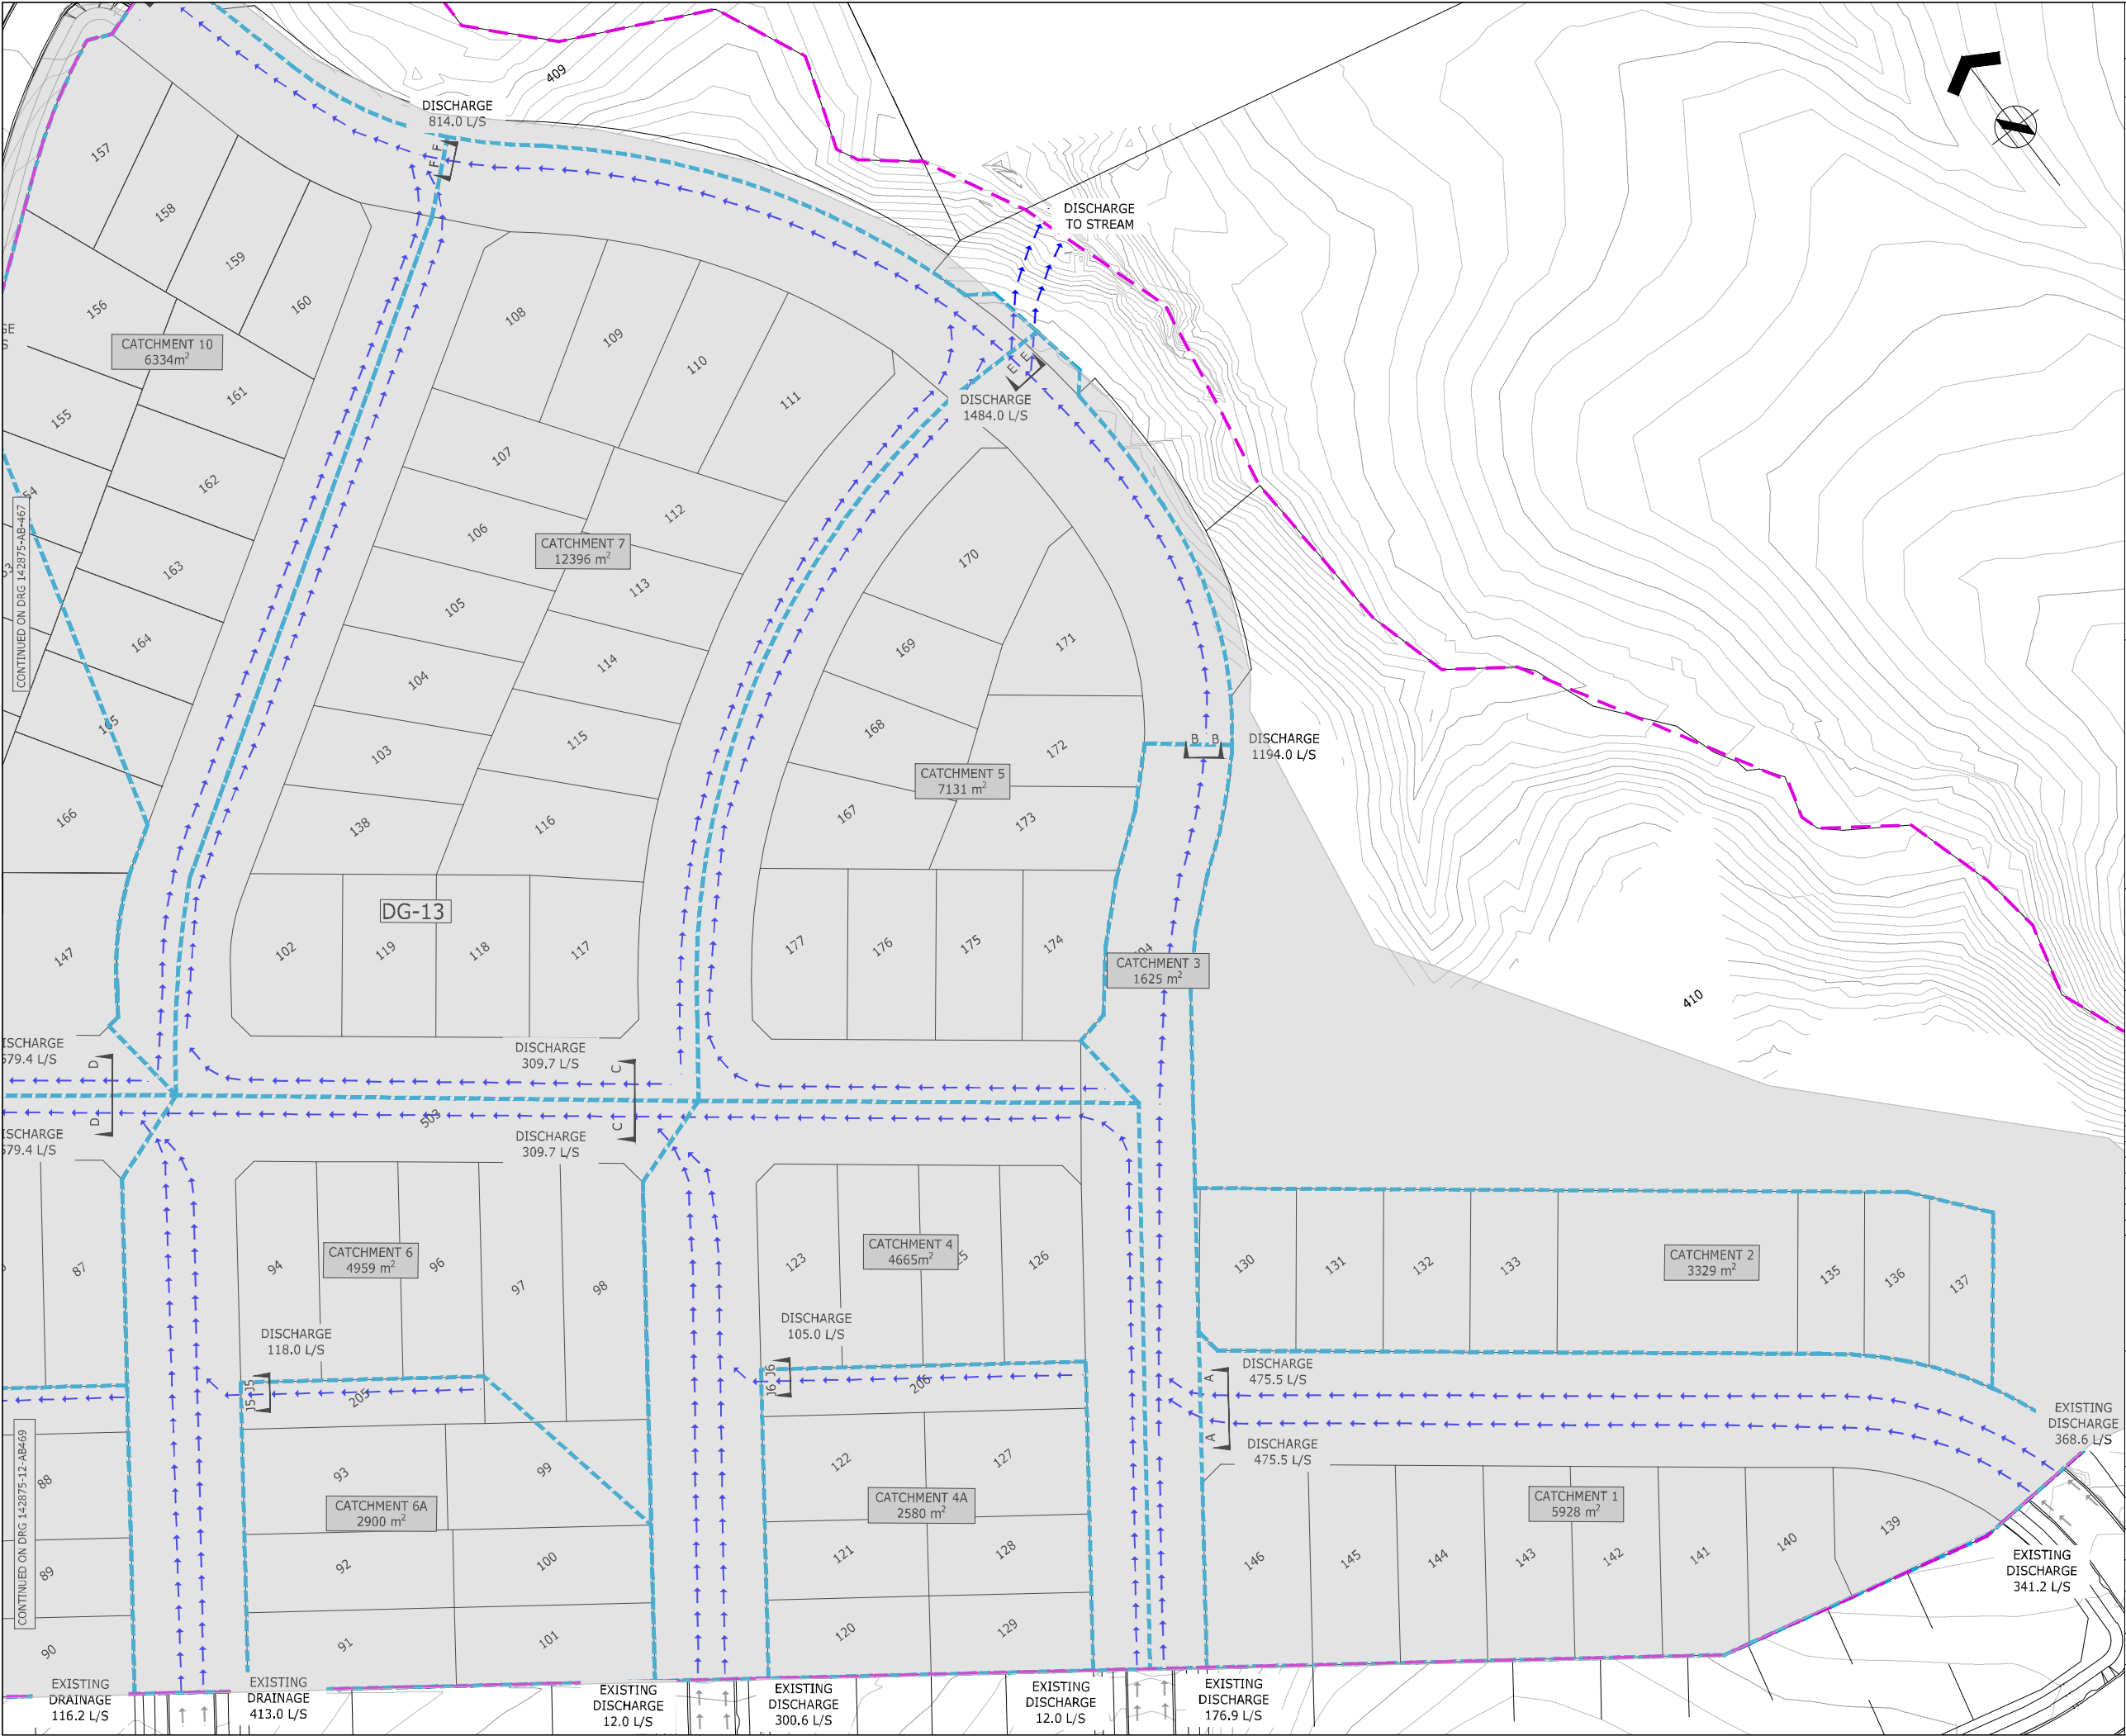 409
DISCHARGE
814.0 L/S
F F
157
158
159
160
DISCHARGE
TO STREAM
156
CATCHMENT 10
6334m²
161
155
162
163
164
165
166
147
CONTINUED ON DRG 142875-AB-467
108
109
110
111
E E
DISCHARGE
1484.0 L/S
107
112
106
CATCHMENT 7
12396 m²
113
105
114
104
115
103
116
138
170
169
171
168
172
B B
DISCHARGE
1194.0 L/S
CATCHMENT 5
7131 m²
167
173
DG-13
102
119
118
117
177
176
175
174
CATCHMENT 3
1625 m²
410
DISCHARGE
309.7 L/S
D
D
C
C
503
DISCHARGE
309.7 L/S
87
94
CATCHMENT 6
4959 m²
96
97
98
123
CATCHMENT 4
4665m²
126
130
131
132
133
CATCHMENT 2
3329 m²
135
136
137
DISCHARGE
118.0 L/S
J5 J5
205
DISCHARGE
105.0 L/S
J6 J6
206
A
A
DISCHARGE
475.5 L/S
DISCHARGE
475.5 L/S
EXISTING
DISCHARGE
368.6 L/S
CONTINUED ON DRG 142875-12-AB469
88
89
90
93
99
CATCHMENT 6A
2900 m²
92
100
91
101
122
127
CATCHMENT 4A
2580 m²
121
128
120
129
146
145
144
143
142
141
140
139
CATCHMENT 1
5928 m²
EXISTING
DISCHARGE
341.2 L/S
EXISTING
DRAINAGE
116.2 L/S
EXISTING
DRAINAGE
413.0 L/S
EXISTING
DISCHARGE
12.0 L/S
EXISTING
DISCHARGE
300.6 L/S
EXISTING
DISCHARGE
12.0 L/S
EXISTING
DISCHARGE
176.9 L/S